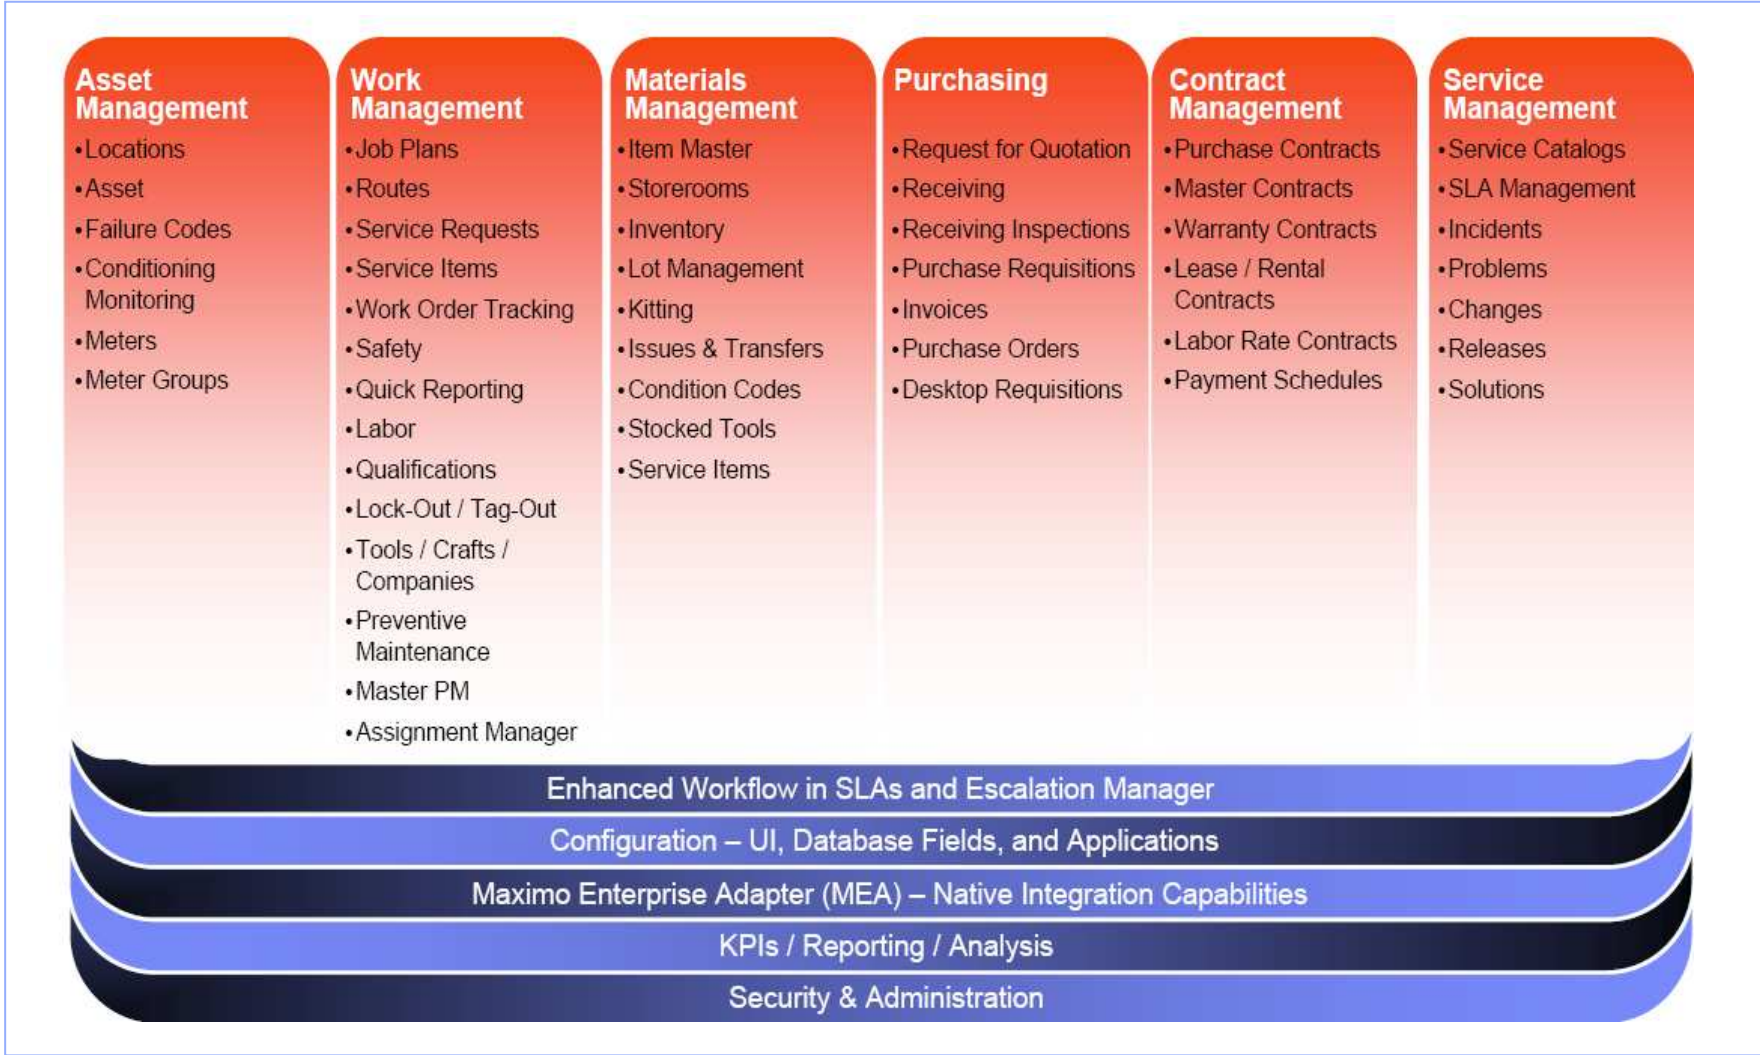 Asset
Management
•Locations
•Asset
•Failure Codes
•Conditioning
Monitoring
•Meters
•Meter Groups
Work
Management
•Job Plans
•Routes
•Service Requests
•Service Items
•Work Order Tracking
•Safety
•Quick Reporting
•Labor
•Qualifications
•Lock-Out / Tag-Out
•Tools / Crafts /
Companies
•Preventive
Maintenance
•Master PM
•Assignment Manager
Materials
Management
•Item Master
•Storerooms
•Inventory
•Lot Management
•Kitting
•Issues & Transfers
•Condition Codes
•Stocked Tools
•Service Items
Purchasing
•Request for Quotation
•Receiving
•Receiving Inspections
•Purchase Requisitions
•Invoices
•Purchase Orders
•Desktop Requisitions
Contract
Management
•Purchase Contracts
•Master Contracts
•Warranty Contracts
•Lease / Rental
Contracts
•Labor Rate Contracts
•Payment Schedules
Service
Management
•Service Catalogs
•SLA Management
•Incidents
•Problems
•Changes
•Releases
•Solutions
Enhanced Workflow in SLAs and Escalation Manager
Configuration – UI, Database Fields, and Applications
Maximo Enterprise Adapter (MEA) – Native Integration Capabilities
KPIs / Reporting / Analysis
Security & Administration